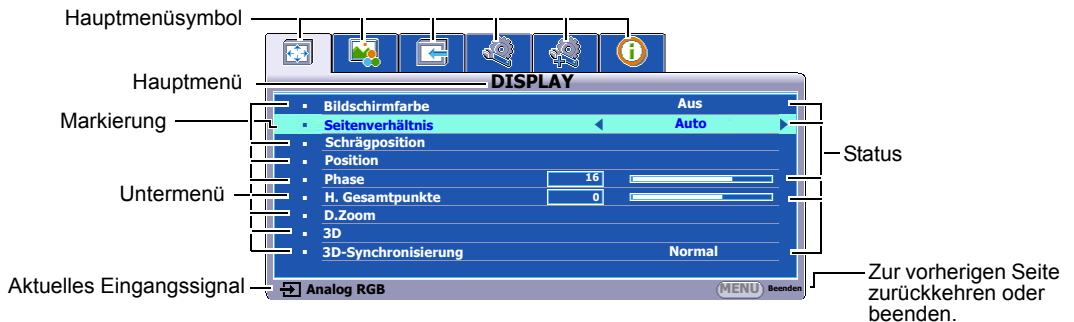 Hauptmenüsymbol
Hauptmenü
DISPLAY
Bildschirmfarbe Aus
Markierung
Seitenverhältnis Auto
Schrägposition
Status
Position
Phase 16
Untermenü
H. Gesamtpunkte 0
D.Zoom
3D
3D-Synchronisierung Normal
Aktuelles Eingangssignal
Analog RGB
MENU Beenden
Zur vorherigen Seite
zurückkehren oder
beenden.